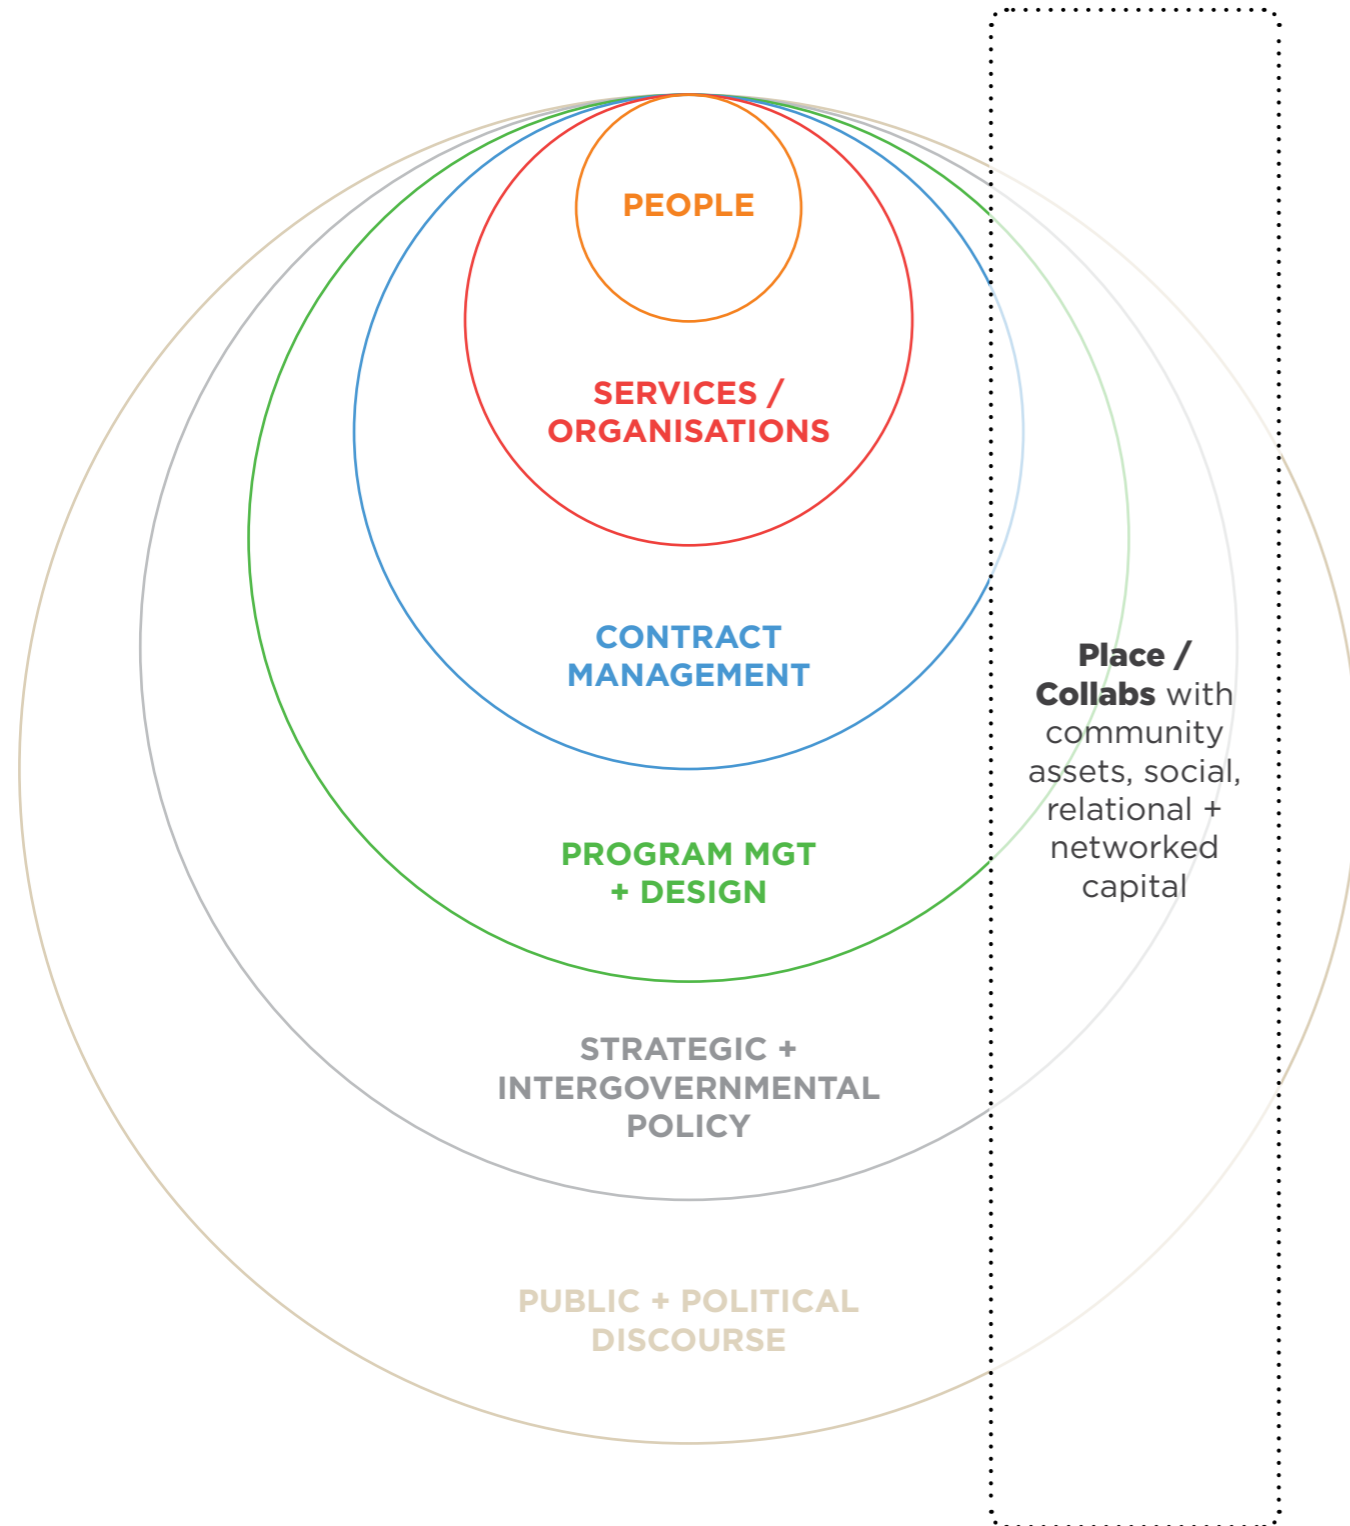 PEOPLE
SERVICES /
ORGANISATIONS
CONTRACT
MANAGEMENT
PROGRAM MGT
+ DESIGN
STRATEGIC +
INTERGOVERNMENTAL
POLICY
PUBLIC + POLITICAL
DISCOURSE
Place /
Collabs with
community
assets, social,
relational +
networked
capital